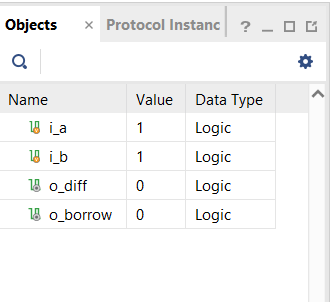 Objects × Protocol Instanc ?
Name Value Data Type
i_a 1 Logic
i_b 1 Logic
o_diff 0 Logic
o_borrow 0 Logic